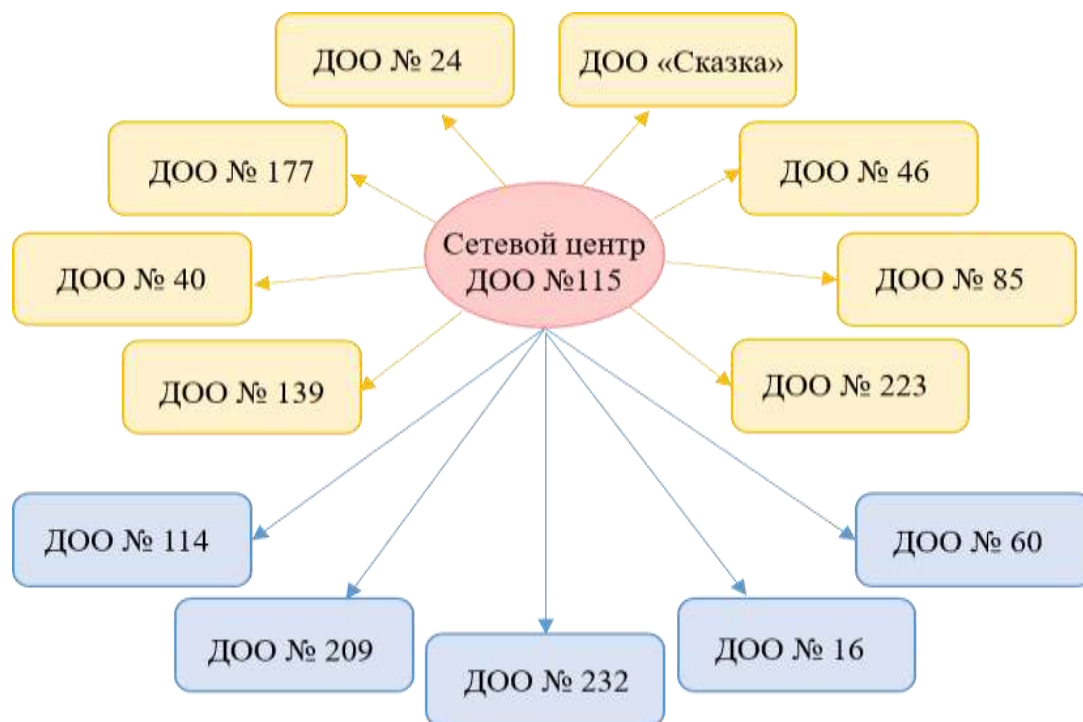 ДОО № 24
ДОО «Сказка»
ДОО № 177
ДОО № 46
Сетевой центр
ДОО №115
ДОО № 40
ДОО № 85
ДОО № 139
ДОО № 223
ДОО № 114
ДОО № 60
ДОО № 209
ДОО № 16
ДОО № 232